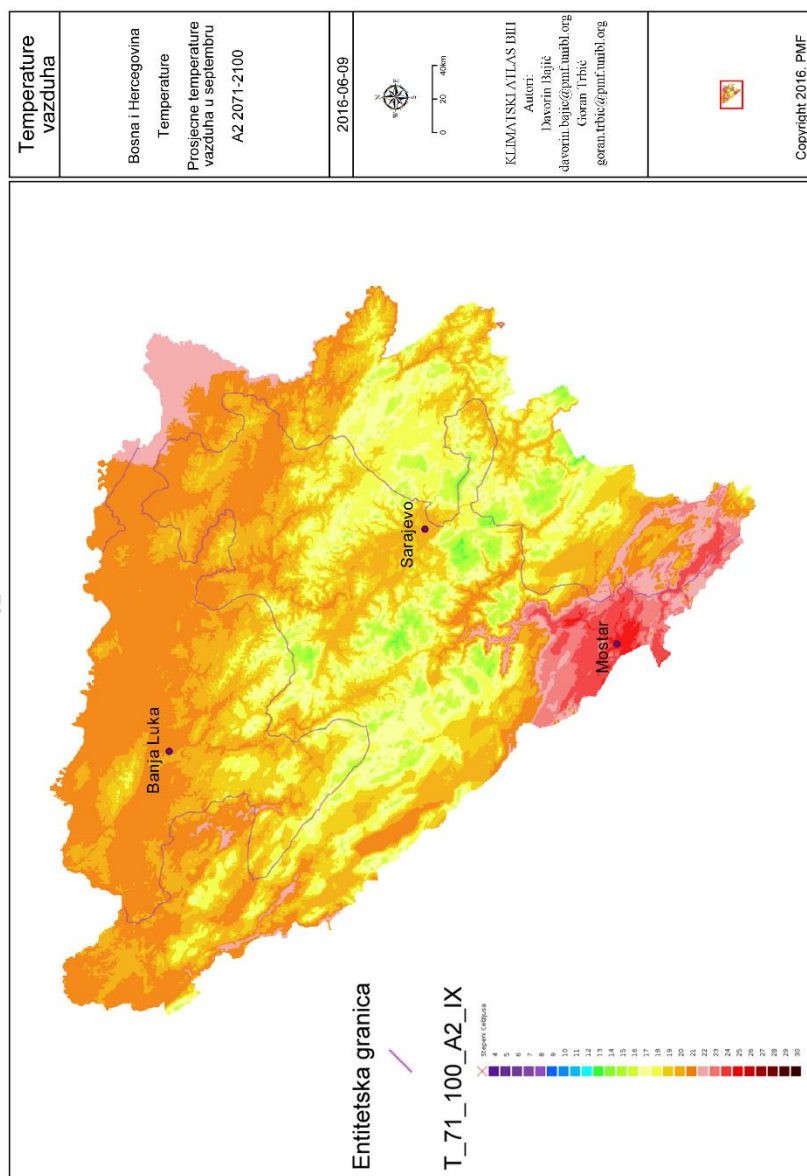 Temperature
vazduha
Bosna i Hercegovina
Temperature
Prosjecne temperature
vazduha u septembru
A2 2071-2100
2016-06-09
N
W E
S
0 20 40km
KLIMATSKI ATLAS BIH
Autori:
Davorin Bajić
davorin.bajic@pmf.unibl.org
Goran Trbić
goran.trbic@pmf.unibl.org
Copyright 2016. PMF
Banja Luka
Sarajevo
Mostar
Entitetska granica
T_71_100_A2_IX
Stepeni Celzijusa
4
5
6
7
8
9
10
11
12
13
14
15
16
17
18
19
20
21
22
23
24
25
26
27
28
29
30